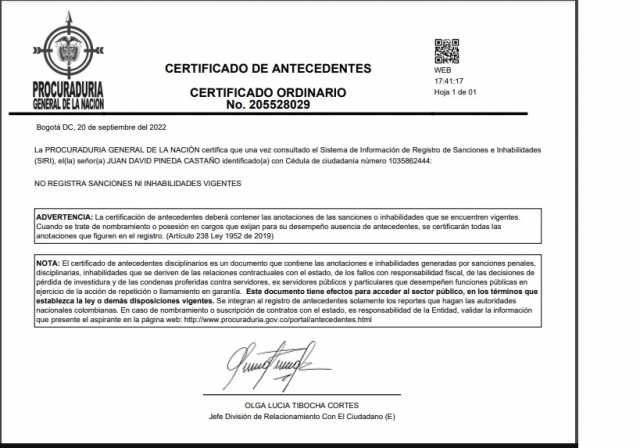 PROCURADURIA
GENERAL DE LA NACION
CERTIFICADO DE ANTECEDENTES
CERTIFICADO ORDINARIO
No. 205528029
WEB
17:41:17
Hoja 1 de 01
Bogotá DC, 20 de septiembre del 2022
La PROCURADURIA GENERAL DE LA NACIÓN certifica que una vez consultado el Sistema de Información de Registro de Sanciones e Inhabilidades
(SIRI), el(la) señor(a) JUAN DAVID PINEDA CASTAÑO identificado(a) con Cédula de ciudadanía número 1035862444:
NO REGISTRA SANCIONES NI INHABILIDADES VIGENTES
ADVERTENCIA: La certificación de antecedentes deberá contener las anotaciones de las sanciones o inhabilidades que se encuentren vigentes.
Cuando se trate de nombramiento o posesión en cargos que exijan para su desempeño ausencia de antecedentes, se certificarán todas las
anotaciones que figuren en el registro. (Artículo 238 Ley 1952 de 2019)
NOTA: El certificado de antecedentes disciplinarios es un documento que contiene las anotaciones e inhabilidades generadas por sanciones penales,
disciplinarias, inhabilidades que se deriven de las relaciones contractuales con el estado, de los fallos con responsabilidad fiscal, de las decisiones de
pérdida de investidura y de las condenas proferidas contra servidores, ex servidores públicos y particulares que desempeñen funciones públicas en
ejercicio de la acción de repetición o llamamiento en garantía. Este documento tiene efectos para acceder al sector público, en los términos que
establezca la ley o demás disposiciones vigentes. Se integran al registro de antecedentes solamente los reportes que hagan las autoridades
nacionales colombianas. En caso de nombramiento o suscripción de contratos con el estado, es responsabilidad de la Entidad, validar la información
que presente el aspirante en la página web: http://www.procuraduria.gov.co/portal/antecedentes.html
OLGA LUCIA TIBOCHA CORTES
Jefe División de Relacionamiento Con El Ciudadano (E)